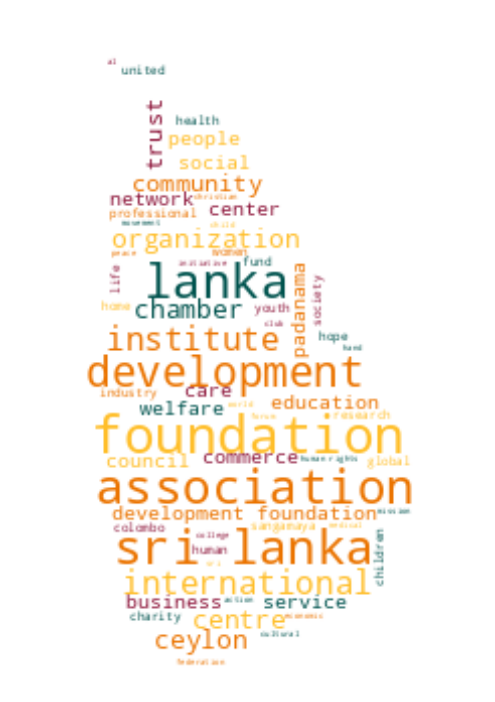 al
united
trust
health
people
social
community
network christian
professional center
movement child
organization
peace women
life initiative fund
lanka
padanama society
home chamber youth
club
institute hope
hand
development
industry care
welfare world education
forum research
foundation
council commerce human rights global
association
development foundation mission
colombo sangamaya medical
college
sri lanka
human
children
international
business action service
charity centre economic
ceylon cultural
federation